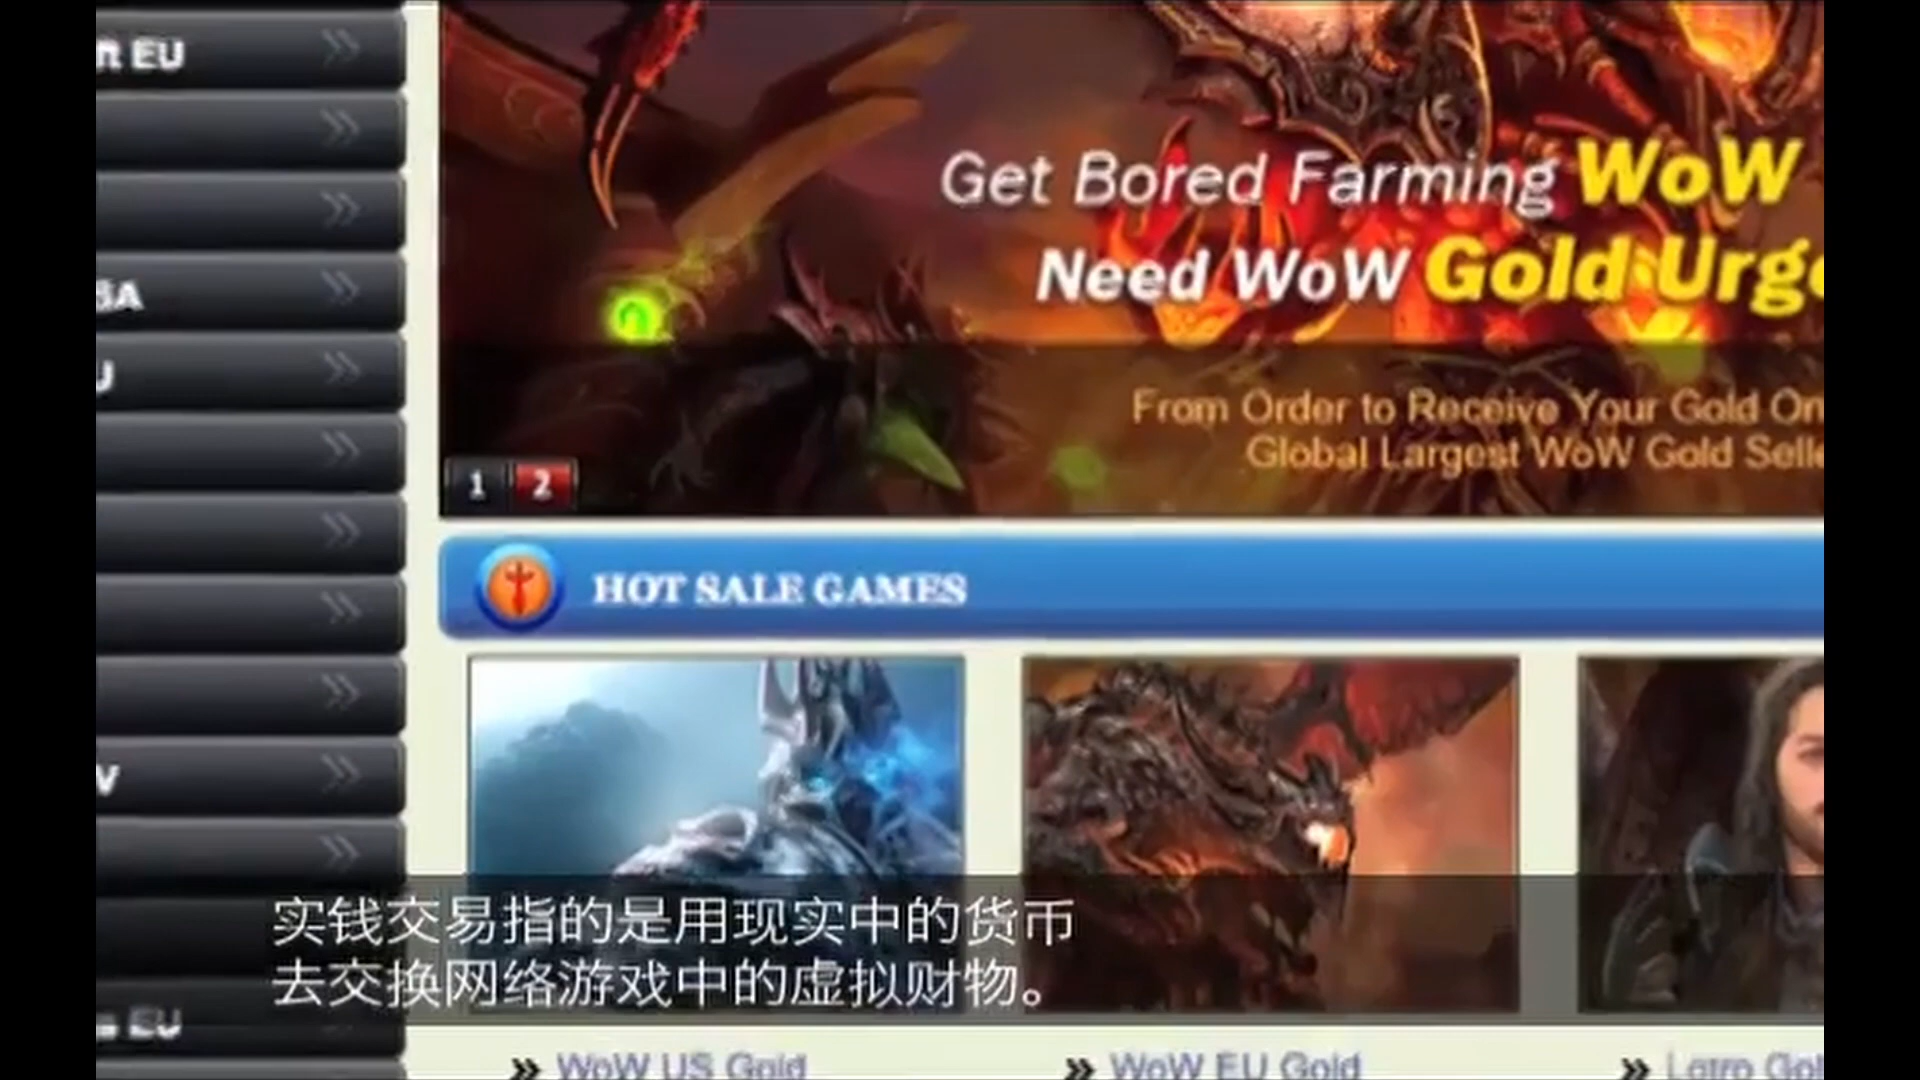 EU
Get Bored Farming WoW
Need WoW Gold Urge
From Order to Receive Your Gold On
Global Largest WoW Gold Selle
1 2
HOT SALE GAMES
实钱交易指的是用现实中的货币
去交换网络游戏中的虚拟财物。
EU
WoW US Gold
WoW EU Gold